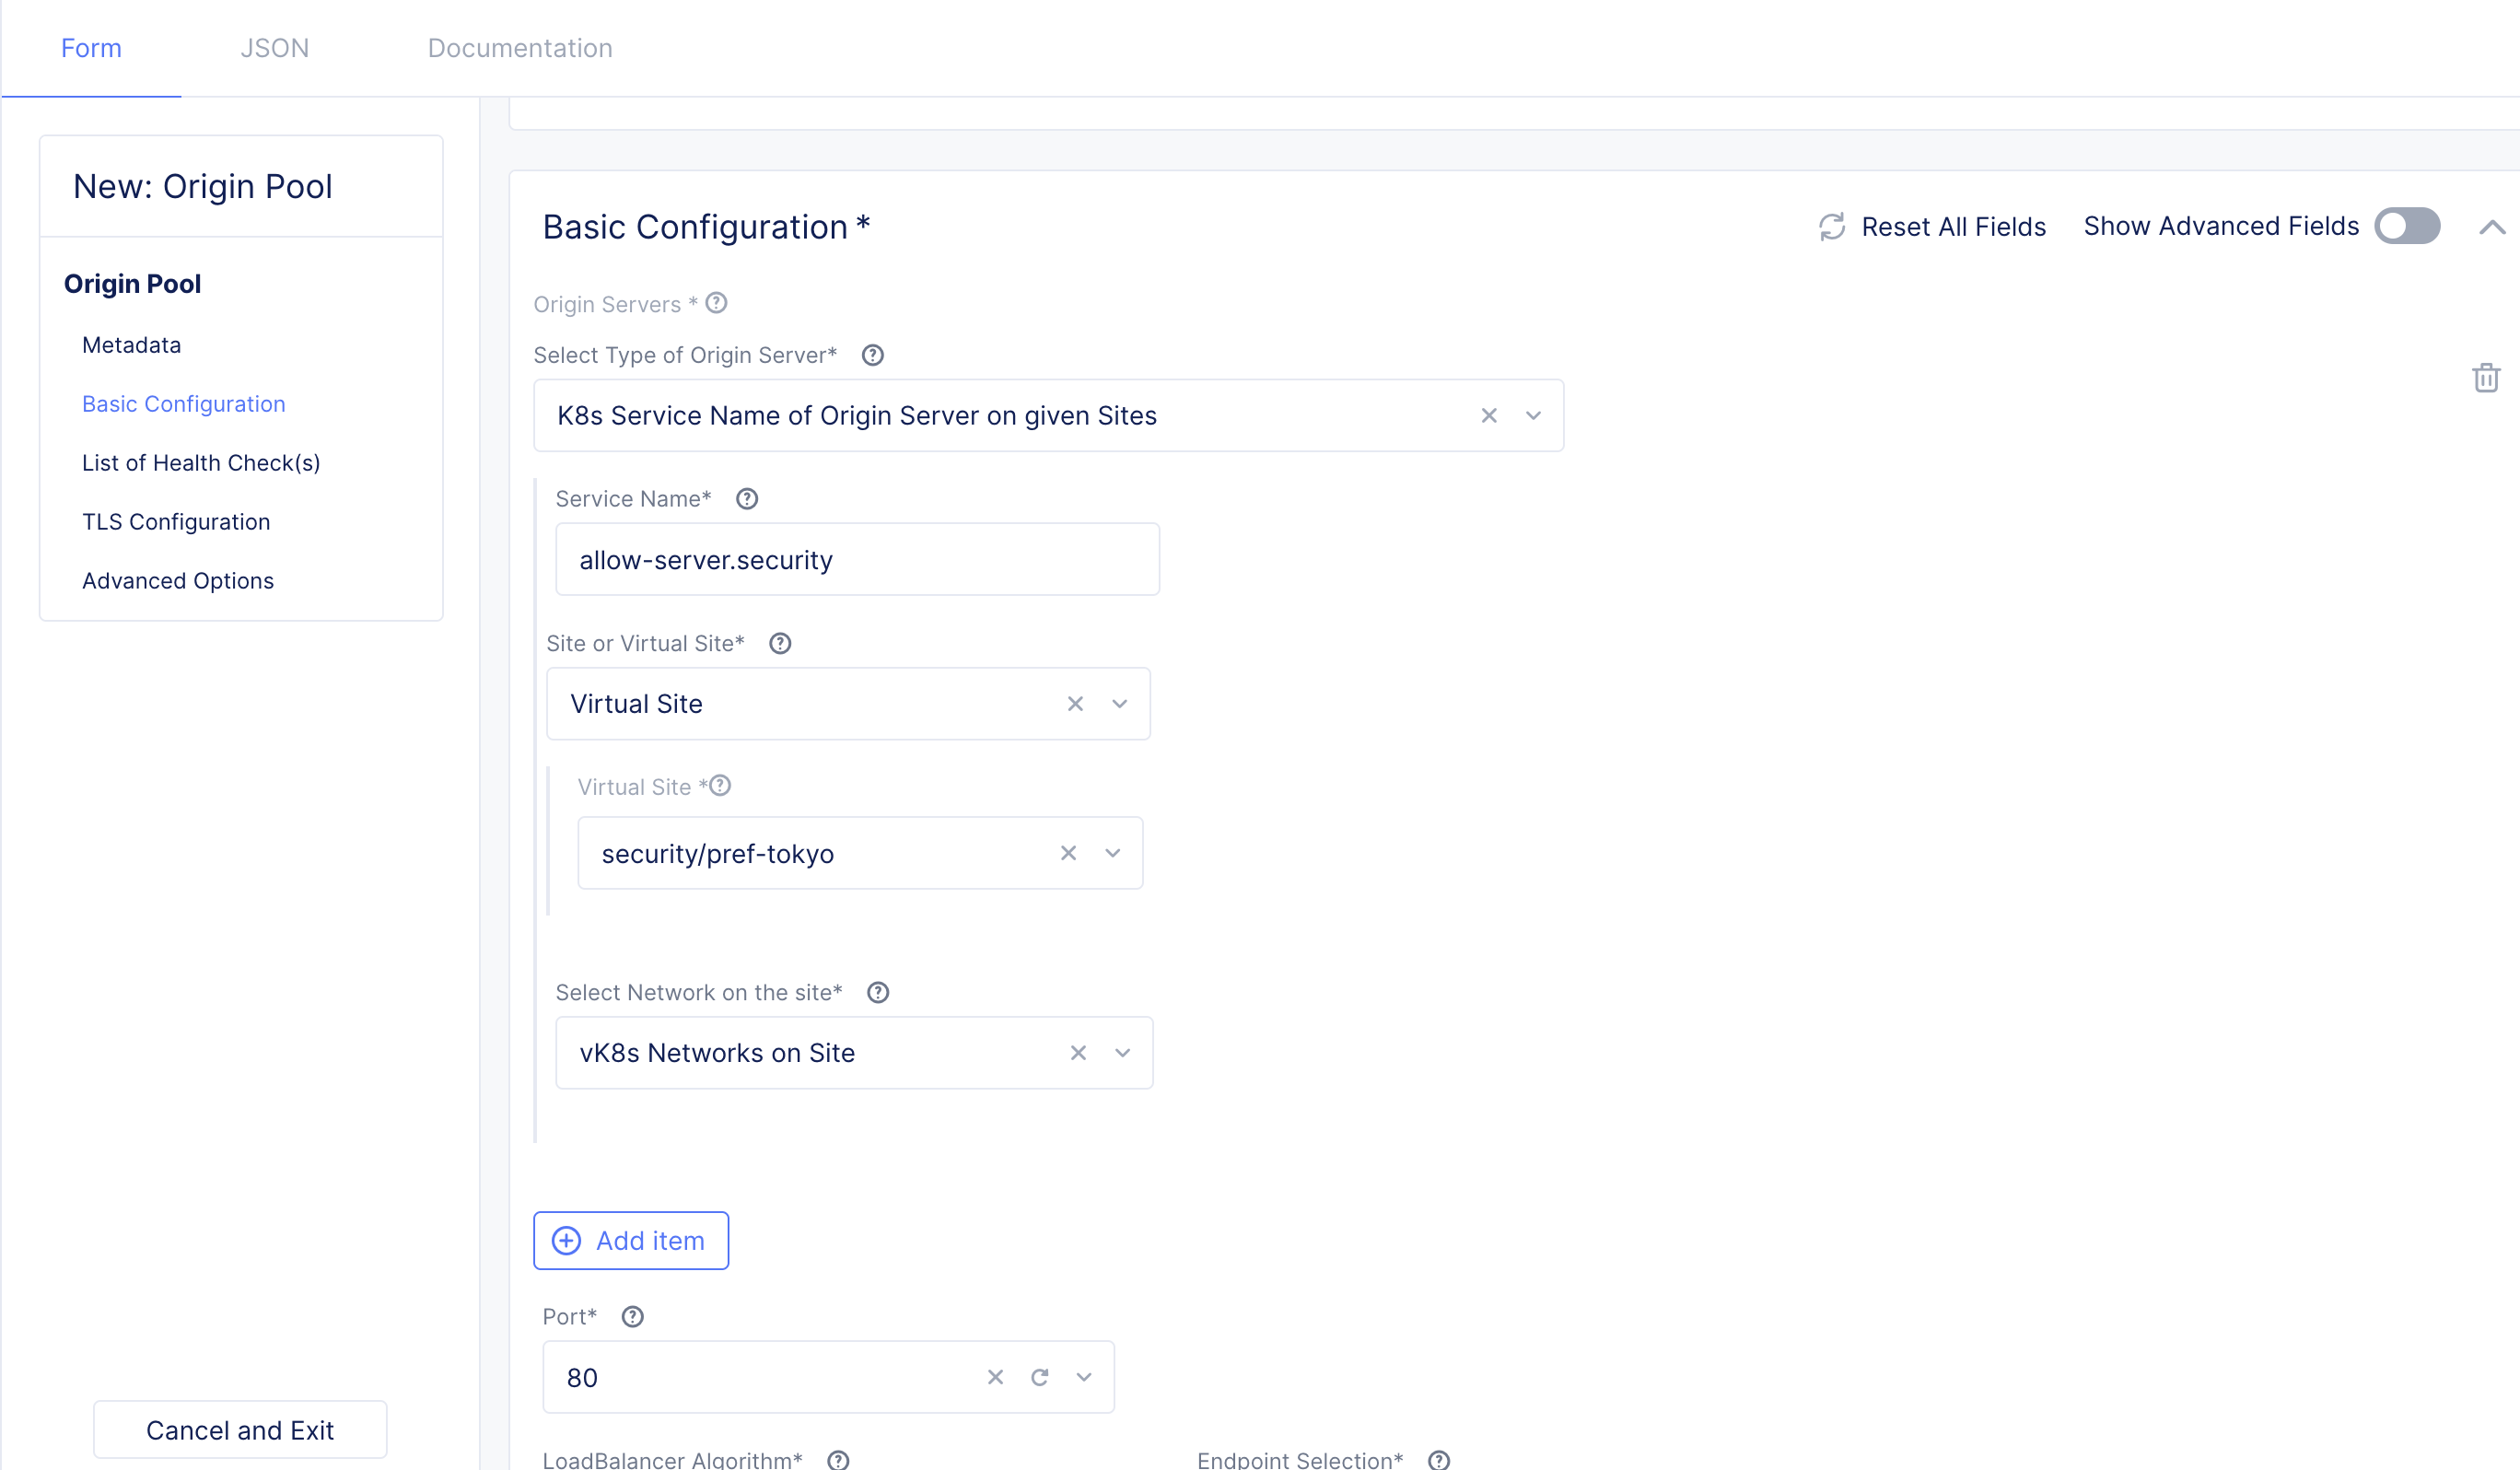 Form JSON Documentation
New: Origin Pool
Origin Pool
Metadata
Basic Configuration
List of Health Check(s)
TLS Configuration
Advanced Options
Cancel and Exit
Basic Configuration * Reset All Fields Show Advanced Fields
Origin Servers *
Select Type of Origin Server*
K8s Service Name of Origin Server on given Sites
Service Name*
allow-server.security
Site or Virtual Site*
Virtual Site
Virtual Site *
security/pref-tokyo
Select Network on the site*
vK8s Networks on Site
Add item
Port*
80
LoadBalancer Algorithm* Endpoint Selection*